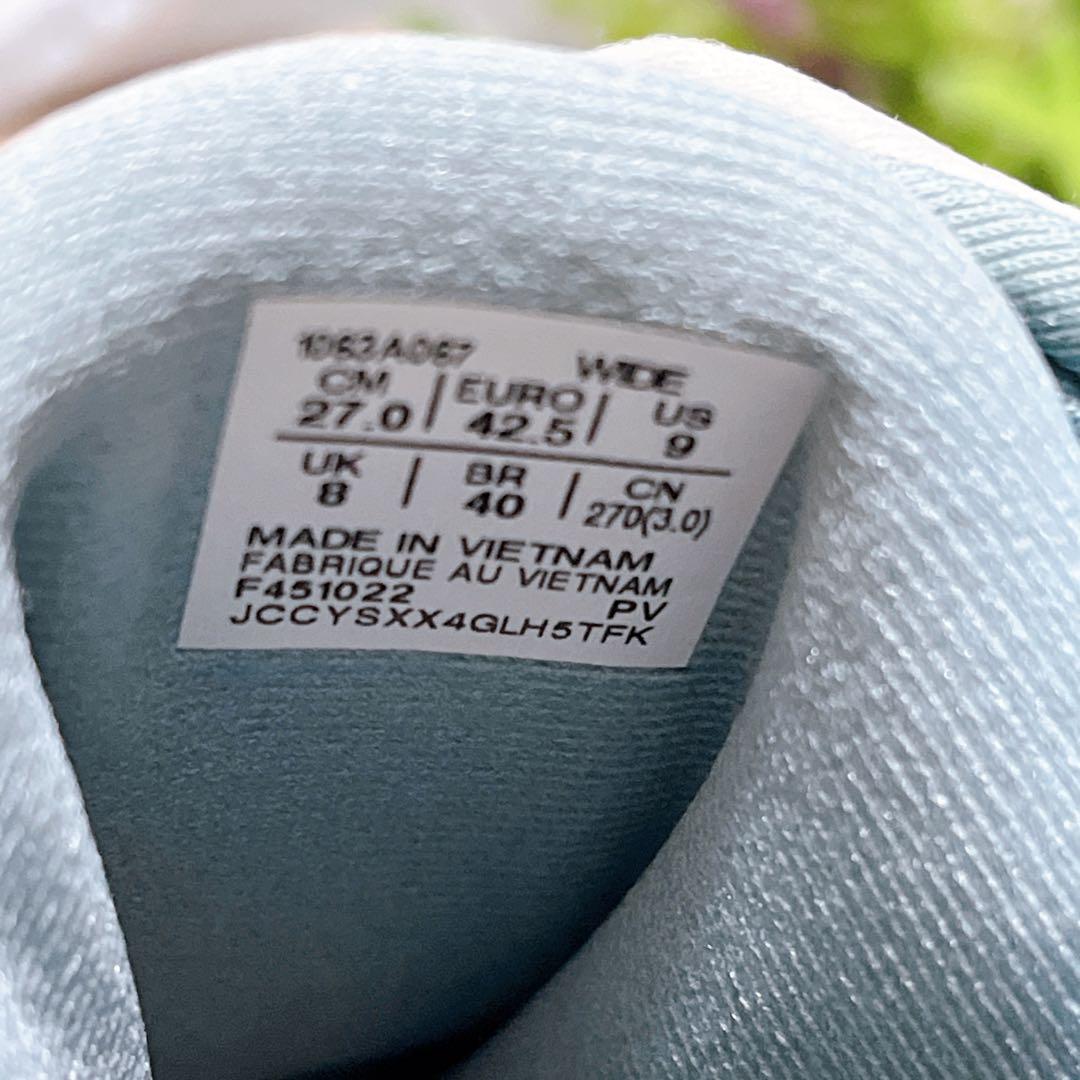 1063A067 WIDE
CM EURO US
27.0 | 42.5 | 9
UK BR CN
8 | 40 | 270(3.0)
MADE IN VIETNAM
FABRIQUE AU VIETNAM
F451022 PV
JCCYSXX4GLH5TFK